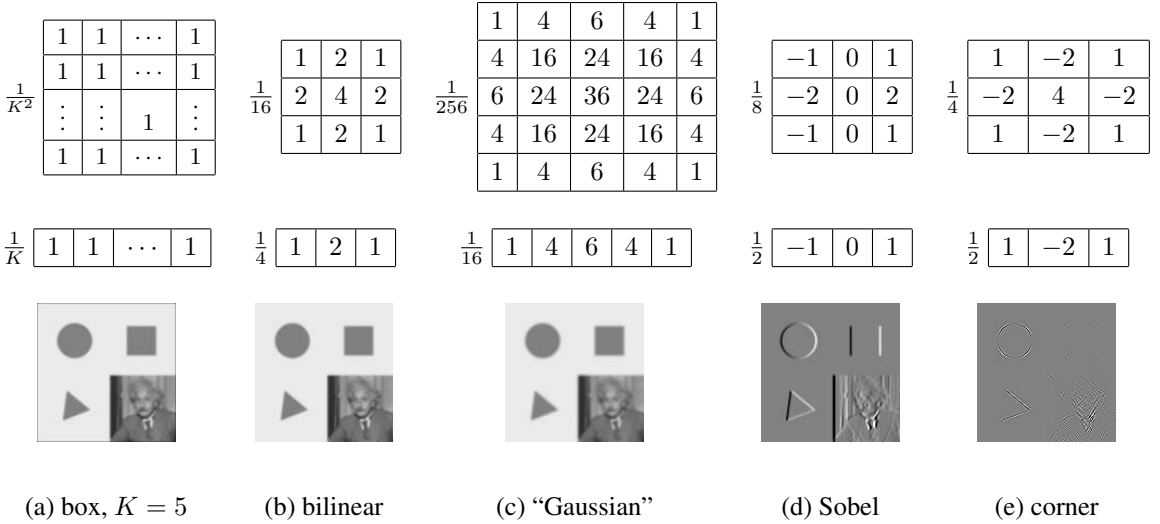 1/K² 1 1 ⋯ 1
1 1 ⋯ 1
⋮ ⋮ 1 ⋮
1 1 ⋯ 1
1/16 1 2 1
2 4 2
1 2 1
1/256 1 4 6 4 1
4 16 24 16 4
6 24 36 24 6
4 16 24 16 4
1 4 6 4 1
1/8 −1 0 1
−2 0 2
−1 0 1
1/4 1 −2 1
−2 4 −2
1 −2 1
1/K 1 1 ⋯ 1
1/4 1 2 1
1/16 1 4 6 4 1
1/2 −1 0 1
1/2 1 −2 1
(a) box, K = 5
(b) bilinear
(c) “Gaussian”
(d) Sobel
(e) corner